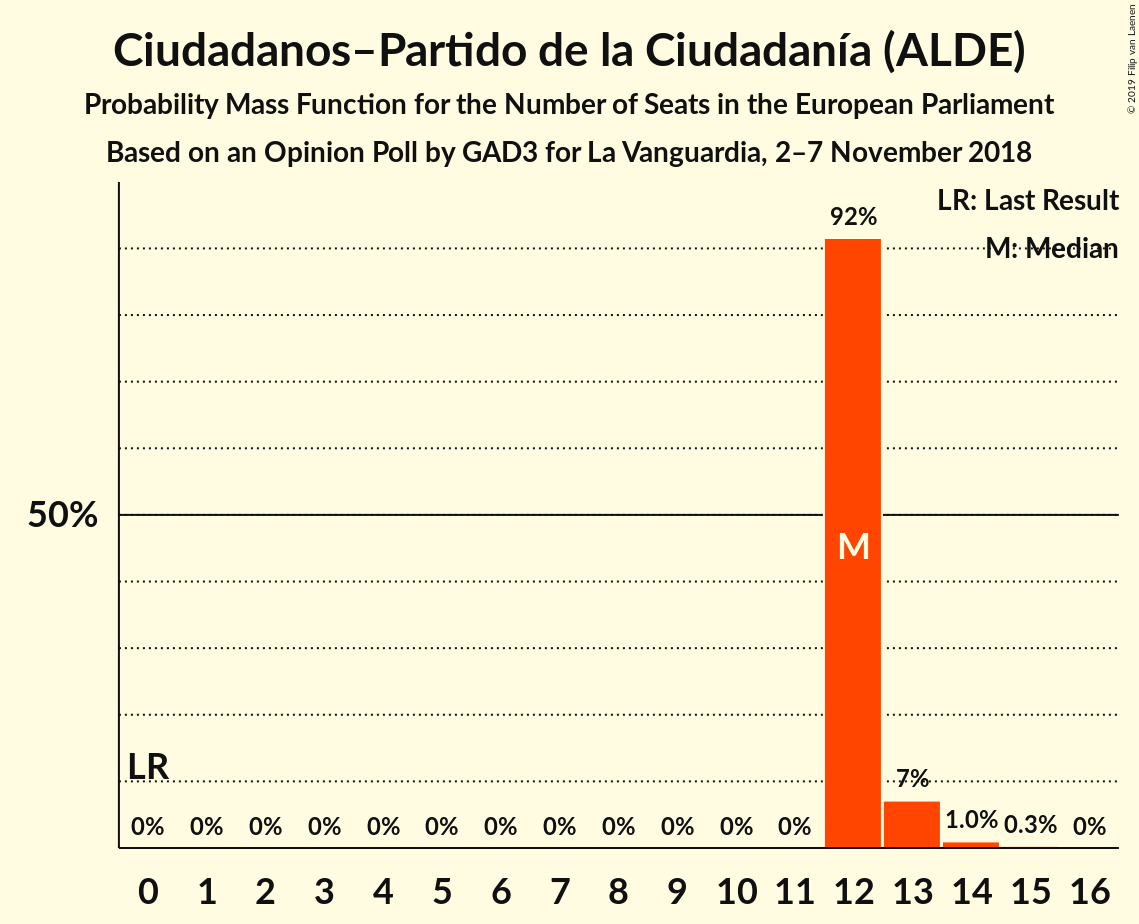 Ciudadanos–Partido de la Ciudadanía (ALDE)
Probability Mass Function for the Number of Seats in the European Parliament
Based on an Opinion Poll by GAD3 for La Vanguardia, 2–7 November 2018
© 2019 Filip van Laenen
LR: Last Result
M: Median
92%
50%
M
LR
7%
0% 0% 0% 0% 0% 0% 0% 0% 0% 0% 0% 0% 1.0% 0.3% 0%
0 1 2 3 4 5 6 7 8 9 10 11 12 13 14 15 16